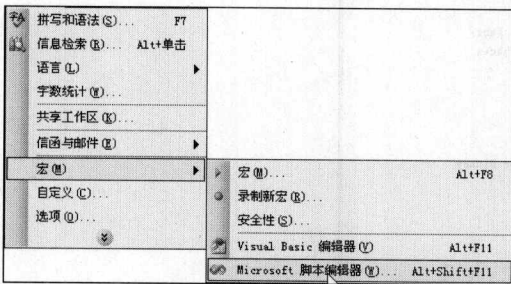 拼写和语法(S)... F7
信息检索(R)... Alt+单击
语言(L)
字数统计(W)...
共享工作区(K)...
信函与邮件(E)
宏(M)
自定义(C)...
选项(O)...
宏(M)... Alt+F8
录制新宏(R)...
安全性(S)...
Visual Basic 编辑器(V) Alt+F11
Microsoft 脚本编辑器(W)... Alt+Shift+F11